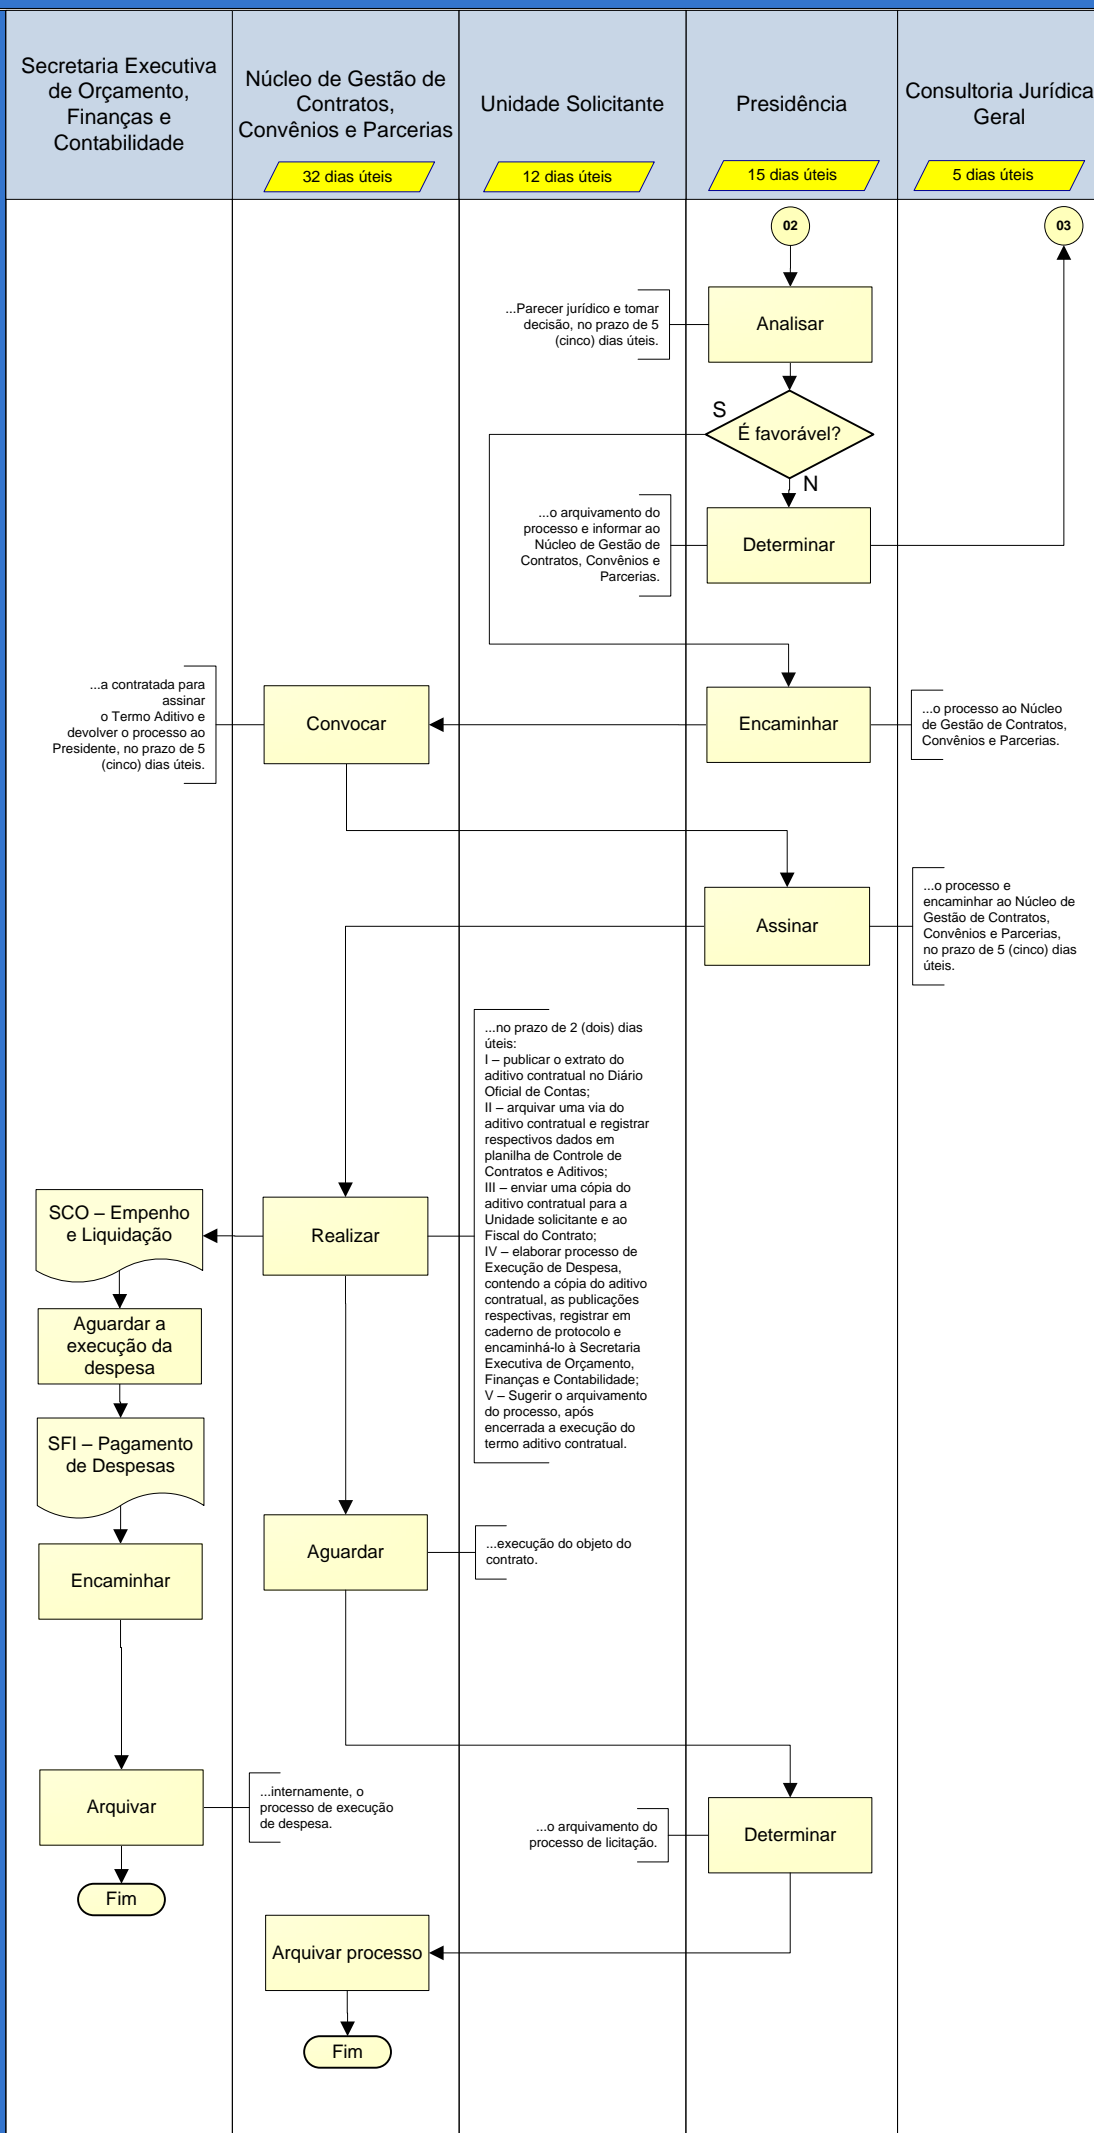 Secretaria Executiva
de Orçamento,
Finanças e
Contabilidade
Núcleo de Gestão de
Contratos,
Convênios e Parcerias
32 dias úteis
Unidade Solicitante
12 dias úteis
Presidência
15 dias úteis
Consultoria Jurídica
Geral
5 dias úteis
02
03
...Parecer jurídico e tomar
decisão, no prazo de 5
(cinco) dias úteis.
Analisar
S
É favorável?
N
...o arquivamento do
processo e informar ao
Núcleo de Gestão de
Contratos, Convênios e
Parcerias.
Determinar
...a contratada para
assinar
o Termo Aditivo e
devolver o processo ao
Presidente, no prazo de 5
(cinco) dias úteis.
Convocar
Encaminhar
...o processo ao Núcleo
de Gestão de Contratos,
Convênios e Parcerias.
Assinar
...o processo e
encaminhar ao Núcleo de
Gestão de Contratos,
Convênios e Parcerias,
no prazo de 5 (cinco) dias
úteis.
...no prazo de 2 (dois) dias
úteis:
I – publicar o extrato do
aditivo contratual no Diário
Oficial de Contas;
II – arquivar uma via do
aditivo contratual e registrar
respectivos dados em
planilha de Controle de
Contratos e Aditivos;
III – enviar uma cópia do
aditivo contratual para a
Unidade solicitante e ao
Fiscal do Contrato;
IV – elaborar processo de
Execução de Despesa,
contendo a cópia do aditivo
contratual, as publicações
respectivas, registrar em
caderno de protocolo e
encaminhá-lo à Secretaria
Executiva de Orçamento,
Finanças e Contabilidade;
V – Sugerir o arquivamento
do processo, após
encerrada a execução do
termo aditivo contratual.
SCO – Empenho
e Liquidação
Realizar
Aguardar a
execução da
despesa
SFI – Pagamento
de Despesas
Aguardar
...execução do objeto do
contrato.
Encaminhar
Arquivar
...internamente, o
processo de execução
de despesa.
...o arquivamento do
processo de licitação.
Determinar
Fim
Arquivar processo
Fim